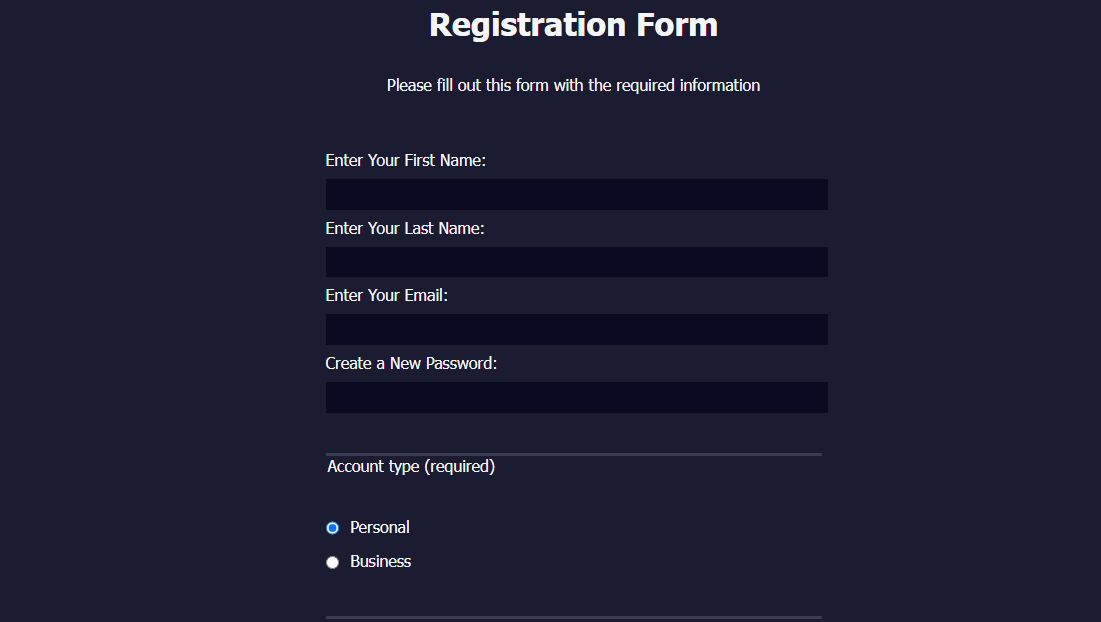 Registration Form
Please fill out this form with the required information
Enter Your First Name:
Enter Your Last Name:
Enter Your Email:
Create a New Password:
Account type (required)
Personal
Business